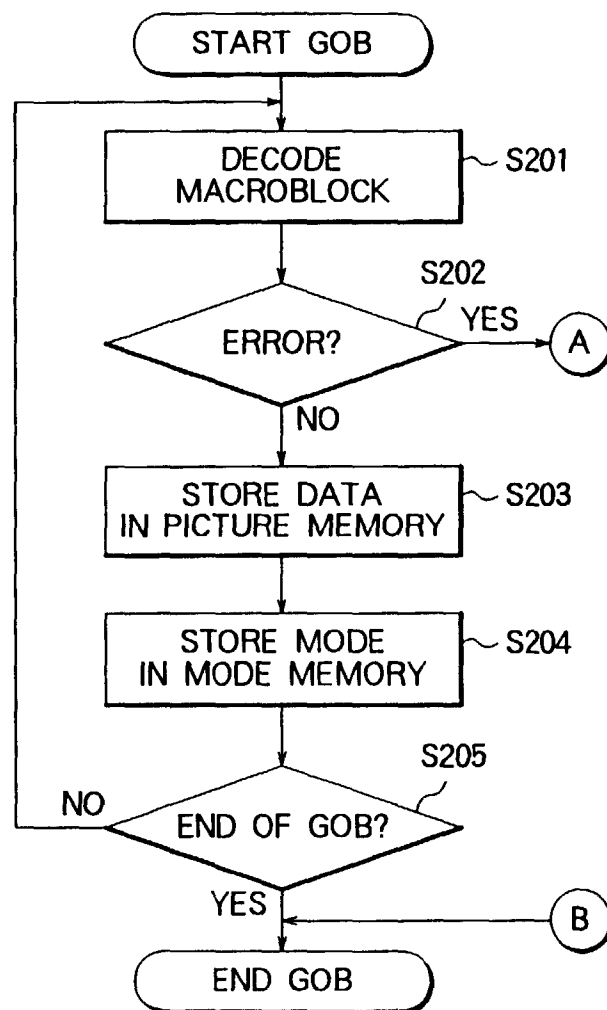 START GOB
DECODE
MACROBLOCK
S201
S202
ERROR?
YES
A
NO
STORE DATA
IN PICTURE MEMORY
S203
STORE MODE
IN MODE MEMORY
S204
S205
NO
END OF GOB?
YES
B
END GOB